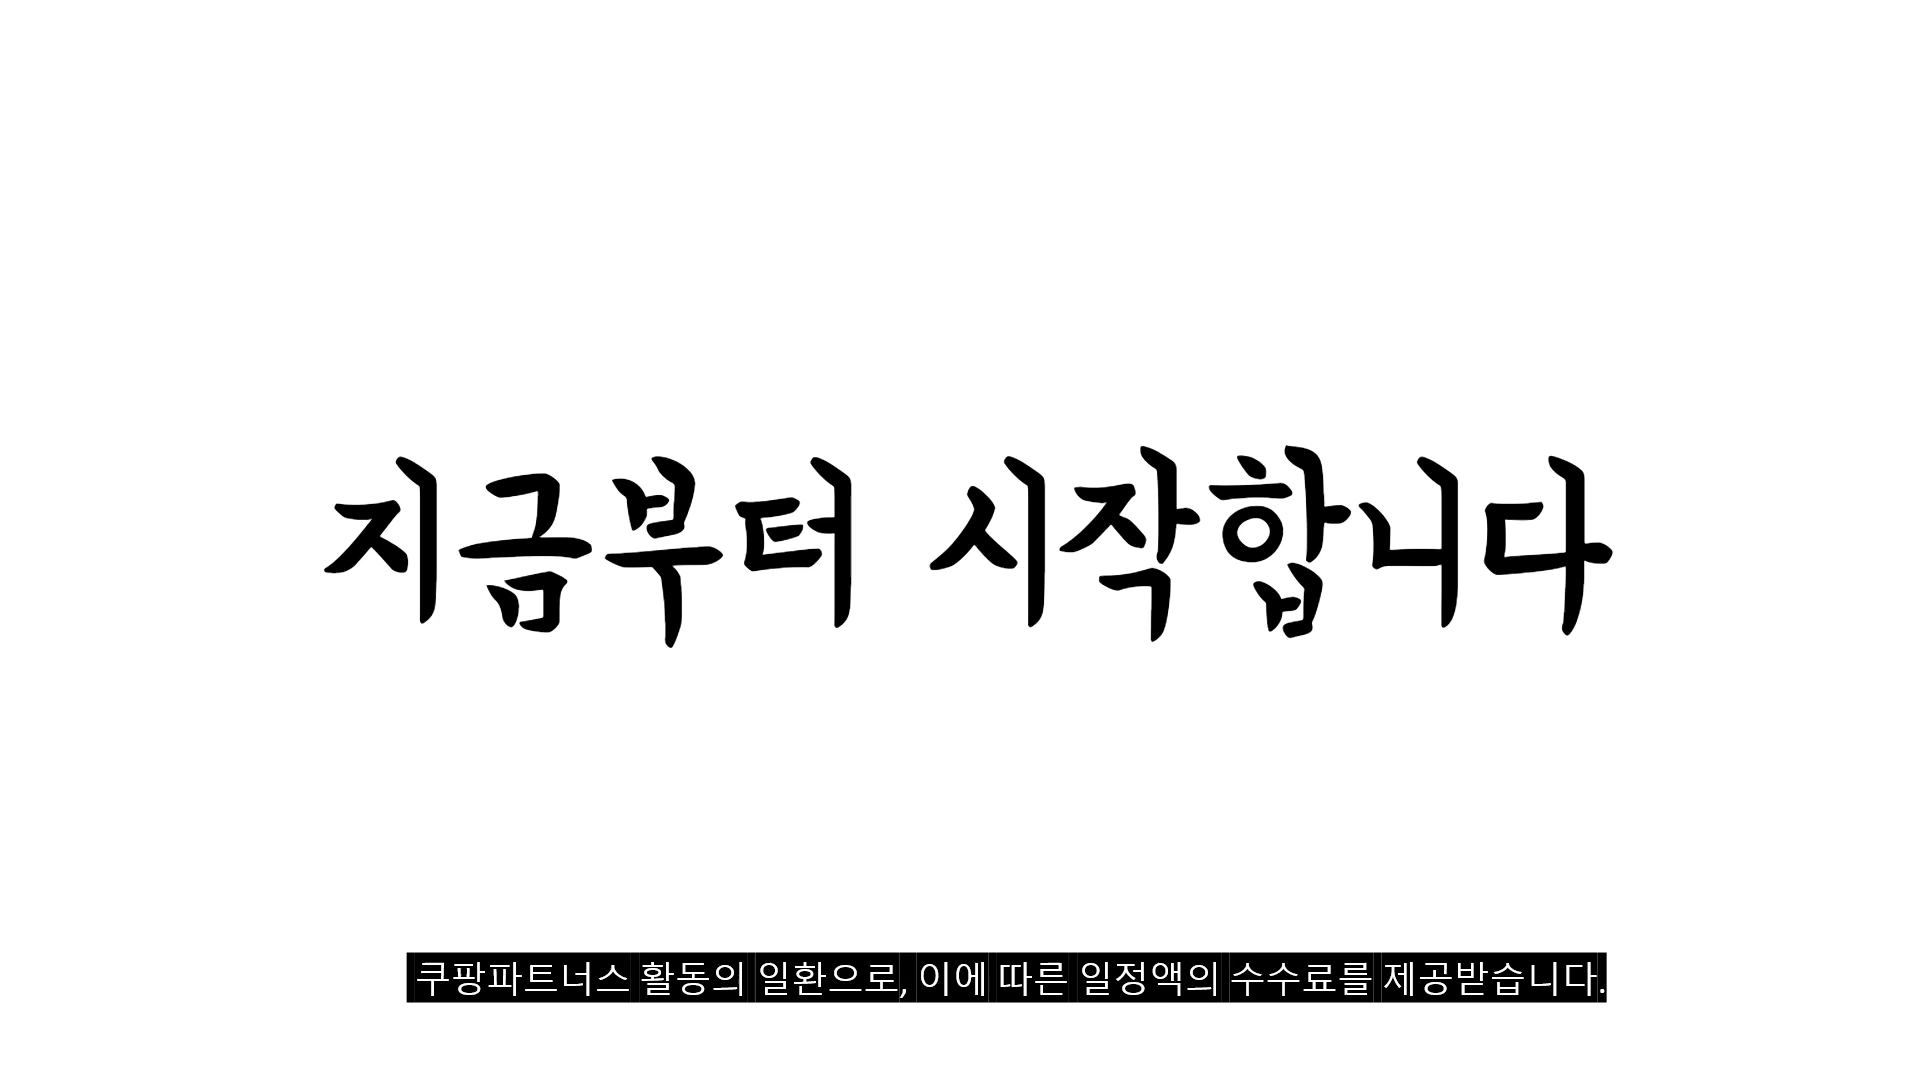 지금부터 시작합니다
쿠팡파트너스 활동의 일환으로, 이에 따른 일정액의 수수료를 제공받습니다.